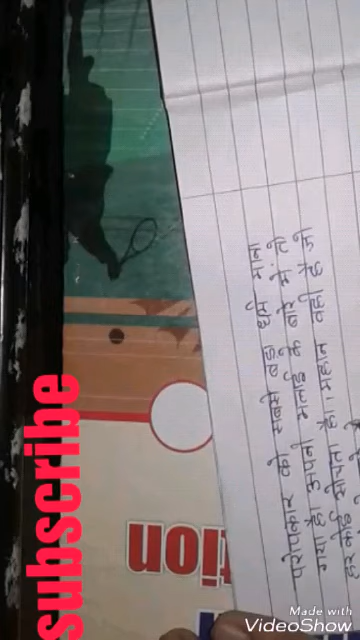 परोपकार को सबसे बड़ा धर्म माना
गया है। अपनी भलाई के बारे में तो
हर कोई सोचता है। महान वही है जो
subscribe
tion
Made with
VideoShow